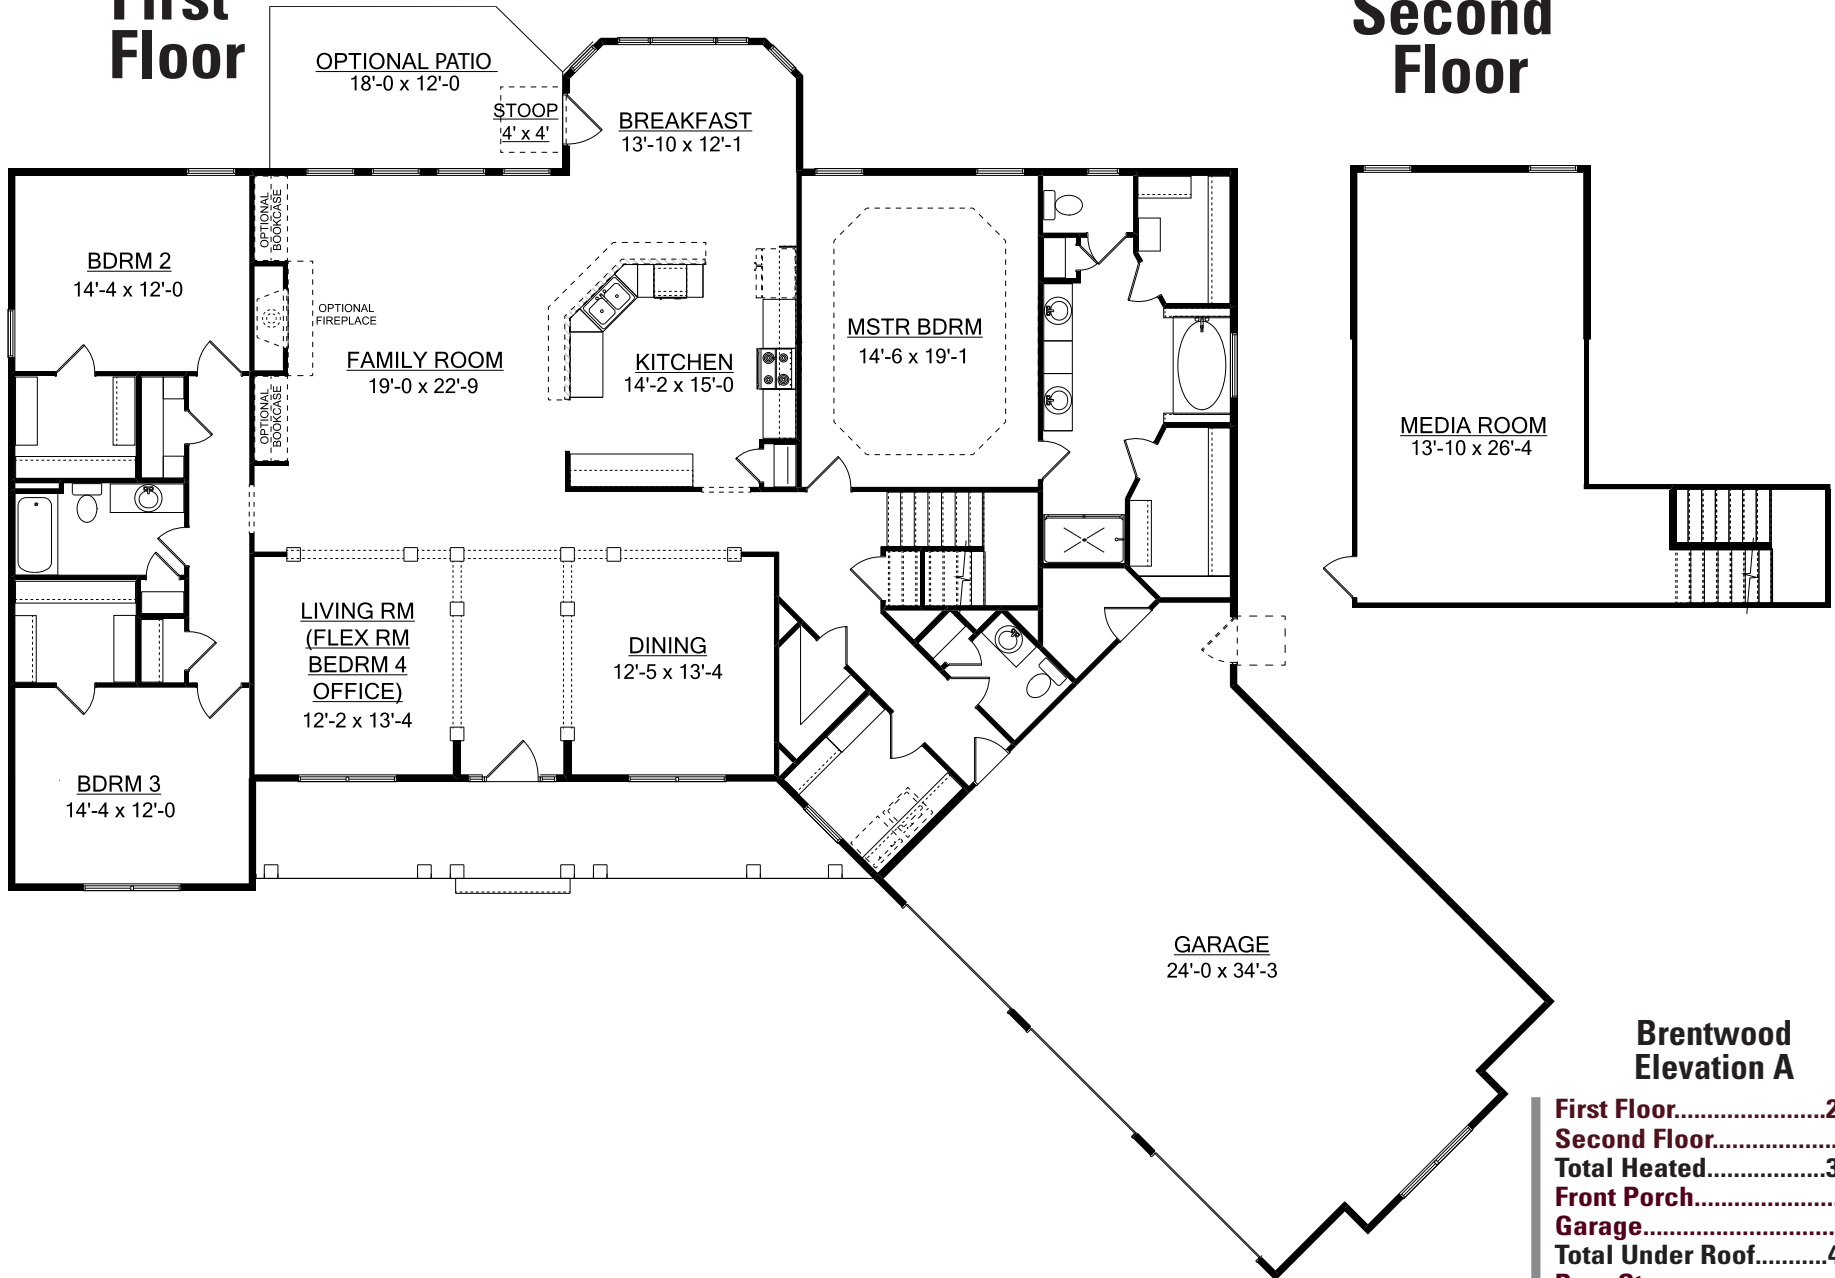 First
Floor
Second
Floor
OPTIONAL PATIO
18'-0 x 12'-0
STOOP
4' x 4'
BREAKFAST
13'-10 x 12'-1
OPTIONAL
BOOKCASE
BDRM 2
14'-4 x 12'-0
OPTIONAL
FIREPLACE
FAMILY ROOM
19'-0 x 22'-9
KITCHEN
14'-2 x 15'-0
MSTR BDRM
14'-6 x 19'-1
OPTIONAL
BOOKCASE
MEDIA ROOM
13'-10 x 26'-4
LIVING RM
(FLEX RM
BEDRM 4
OFFICE)
12'-2 x 13'-4
DINING
12'-5 x 13'-4
BDRM 3
14'-4 x 12'-0
GARAGE
24'-0 x 34'-3
Brentwood
Elevation A
First Floor.......................2
Second Floor...................
Total Heated..................3
Front Porch.....................
Garage.............................
Total Under Roof...........4